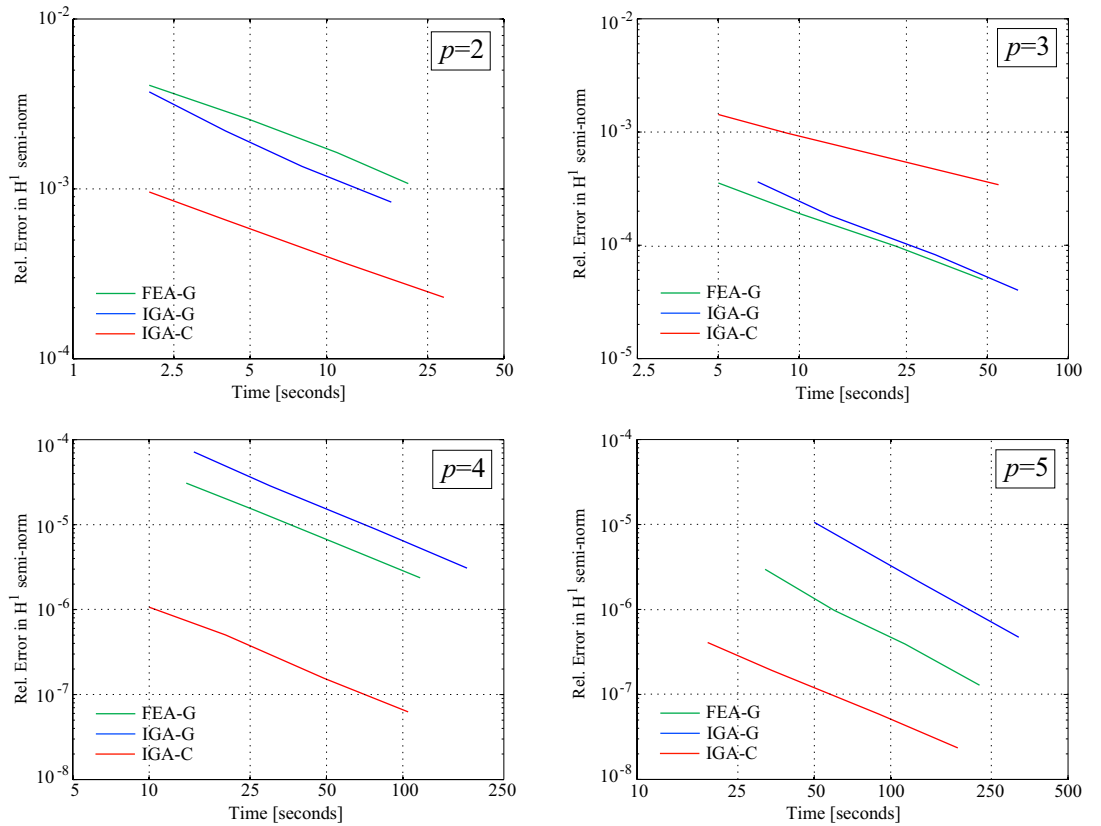 10^-2
10^-3
10^-4
Rel. Error in H^1 semi-norm
p=2
FEA-G
IGA-G
IGA-C
1 2.5 5 10 25 50
Time [seconds]
10^-2
10^-3
10^-4
10^-5
Rel. Error in H^1 semi-norm
p=3
FEA-G
IGA-G
IGA-C
2.5 5 10 25 50 100
Time [seconds]
10^-4
10^-5
10^-6
10^-7
10^-8
Rel. Error in H^1 semi-norm
p=4
FEA-G
IGA-G
IGA-C
5 10 25 50 100 250
Time [seconds]
10^-4
10^-5
10^-6
10^-7
10^-8
Rel. Error in H^1 semi-norm
p=5
FEA-G
IGA-G
IGA-C
10 25 50 100 250 500
Time [seconds]